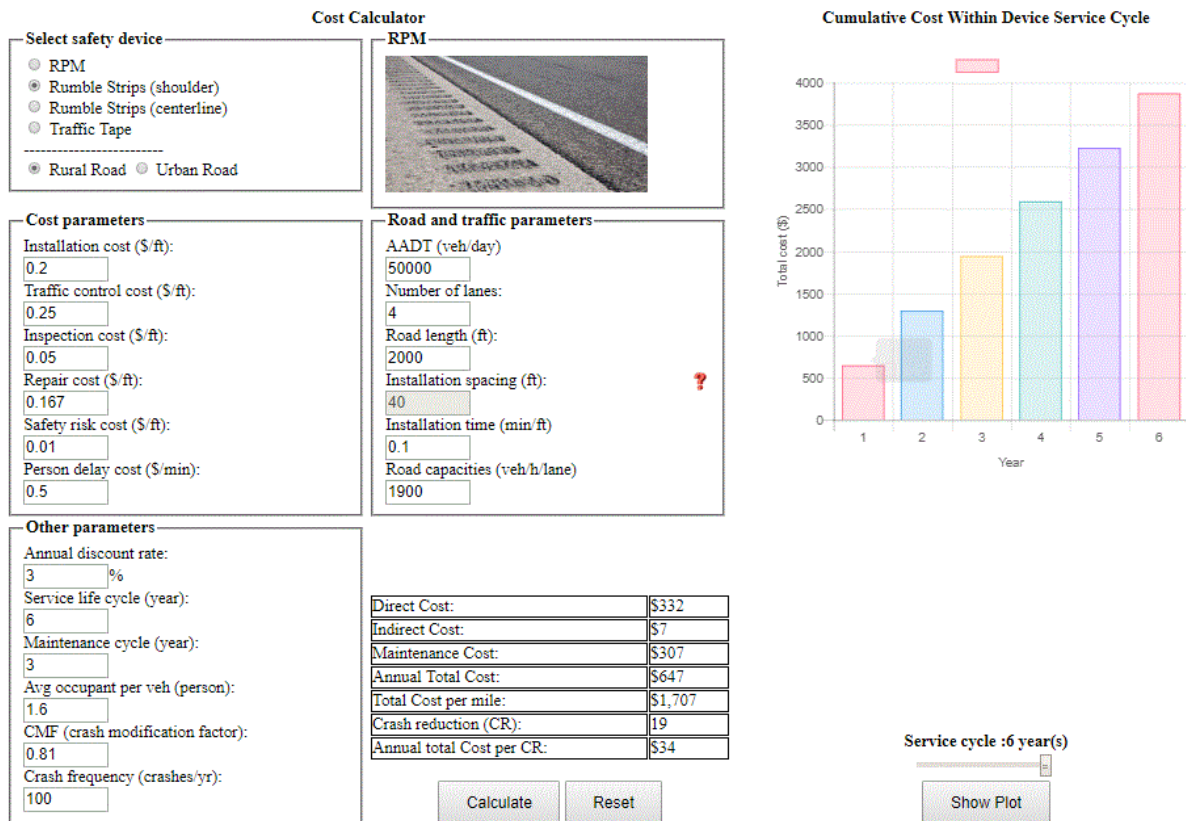 Cost Calculator
Select safety device
RPM
Rumble Strips (shoulder)
Rumble Strips (centerline)
Traffic Tape
-------------------------
Rural Road Urban Road
RPM
Cost parameters
Installation cost ($/ft):
0.2
Traffic control cost ($/ft):
0.25
Inspection cost ($/ft):
0.05
Repair cost ($/ft):
0.167
Safety risk cost ($/ft):
0.01
Person delay cost ($/min):
0.5
Road and traffic parameters
AADT (veh/day)
50000
Number of lanes:
4
Road length (ft):
2000
Installation spacing (ft):
?
40
Installation time (min/ft)
0.1
Road capacities (veh/h/lane)
1900
Other parameters
Annual discount rate:
3 %
Service life cycle (year):
6
Maintenance cycle (year):
3
Avg occupant per veh (person):
1.6
CMF (crash modification factor):
0.81
Crash frequency (crashes/yr):
100
Direct Cost: $332
Indirect Cost: $7
Maintenance Cost: $307
Annual Total Cost: $647
Total Cost per mile: $1,707
Crash reduction (CR): 19
Annual total Cost per CR: $34
Calculate Reset
Cumulative Cost Within Device Service Cycle
4000
3500
3000
2500
2000
1500
1000
500
0
Total cost ($)
1 2 3 4 5 6
Year
Service cycle :6 year(s)
Show Plot